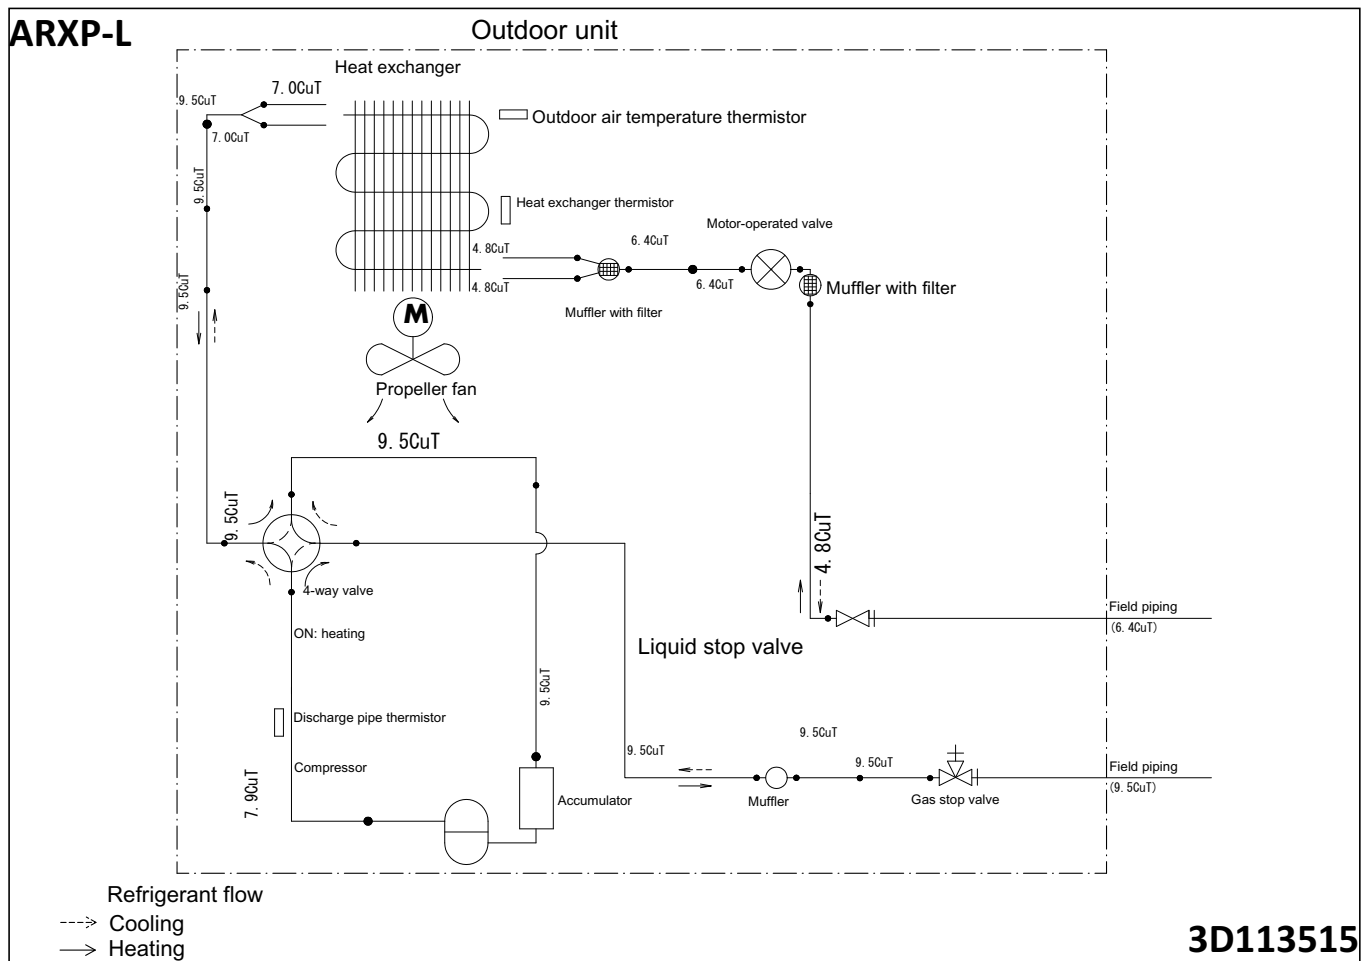 ARXP-L
Outdoor unit
Heat exchanger
7.0CuT
9.5CuT
7.0CuT
Outdoor air temperature thermistor
9.5CuT
Heat exchanger thermistor
Motor-operated valve
4.8CuT
6.4CuT
9.5CuT
4.8CuT
6.4CuT
Muffler with filter
Muffler with filter
M
Propeller fan
9.5CuT
9.5CuT
4.8CuT
4-way valve
Field piping
(6.4CuT)
ON: heating
Liquid stop valve
9.5CuT
Discharge pipe thermistor
9.5CuT
9.5CuT
9.5CuT
Compressor
Field piping
(9.5CuT)
7.9CuT
Accumulator
Muffler
Gas stop valve
Refrigerant flow
Cooling
Heating
3D113515